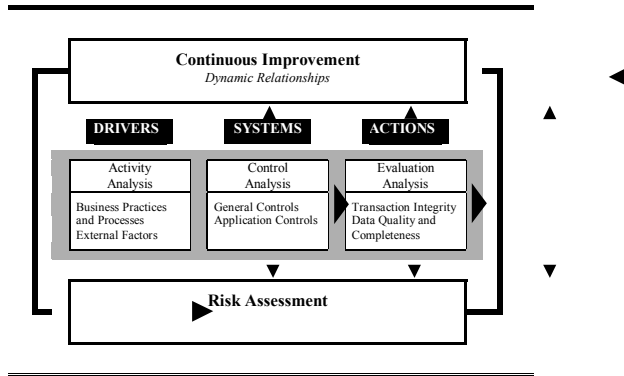 Continuous Improvement
Dynamic Relationships
DRIVERS
SYSTEMS
ACTIONS
Activity
Analysis
Business Practices
and Processes
External Factors
Control
Analysis
General Controls
Application Controls
Evaluation
Analysis
Transaction Integrity
Data Quality and
Completeness
Risk Assessment